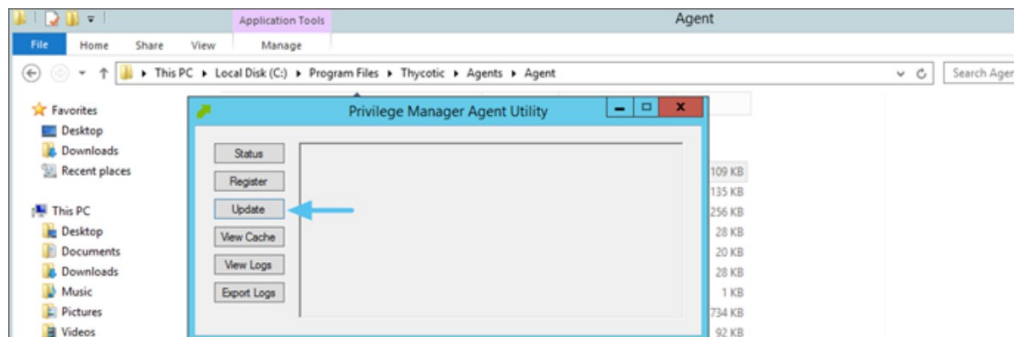 Application Tools
Agent
File Home Share View Manage
This PC Local Disk (C:) Program Files Thycotic Agents Agent
Search Agen
Favorites
Privilege Manager Agent Utility
Desktop
Downloads
Status
Recent places
109 KB
Register
135 KB
This PC
Update
256 KB
Desktop
View Cache
28 KB
Documents
20 KB
Downloads
View Logs
28 KB
Music
Export Logs
1 KB
Pictures
734 KB
Videos
92 KB